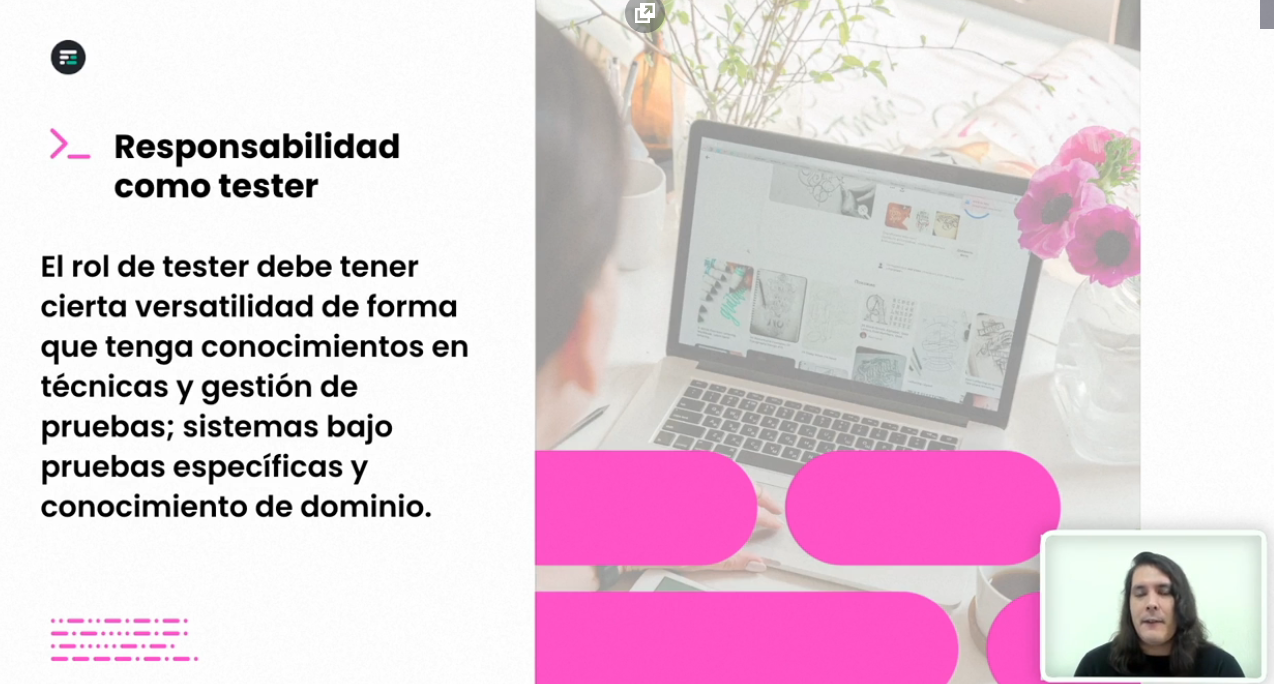 Responsabilidad
como tester
El rol de tester debe tener
cierta versatilidad de forma
que tenga conocimientos en
técnicas y gestión de
pruebas; sistemas bajo
pruebas específicas y
conocimiento de dominio.